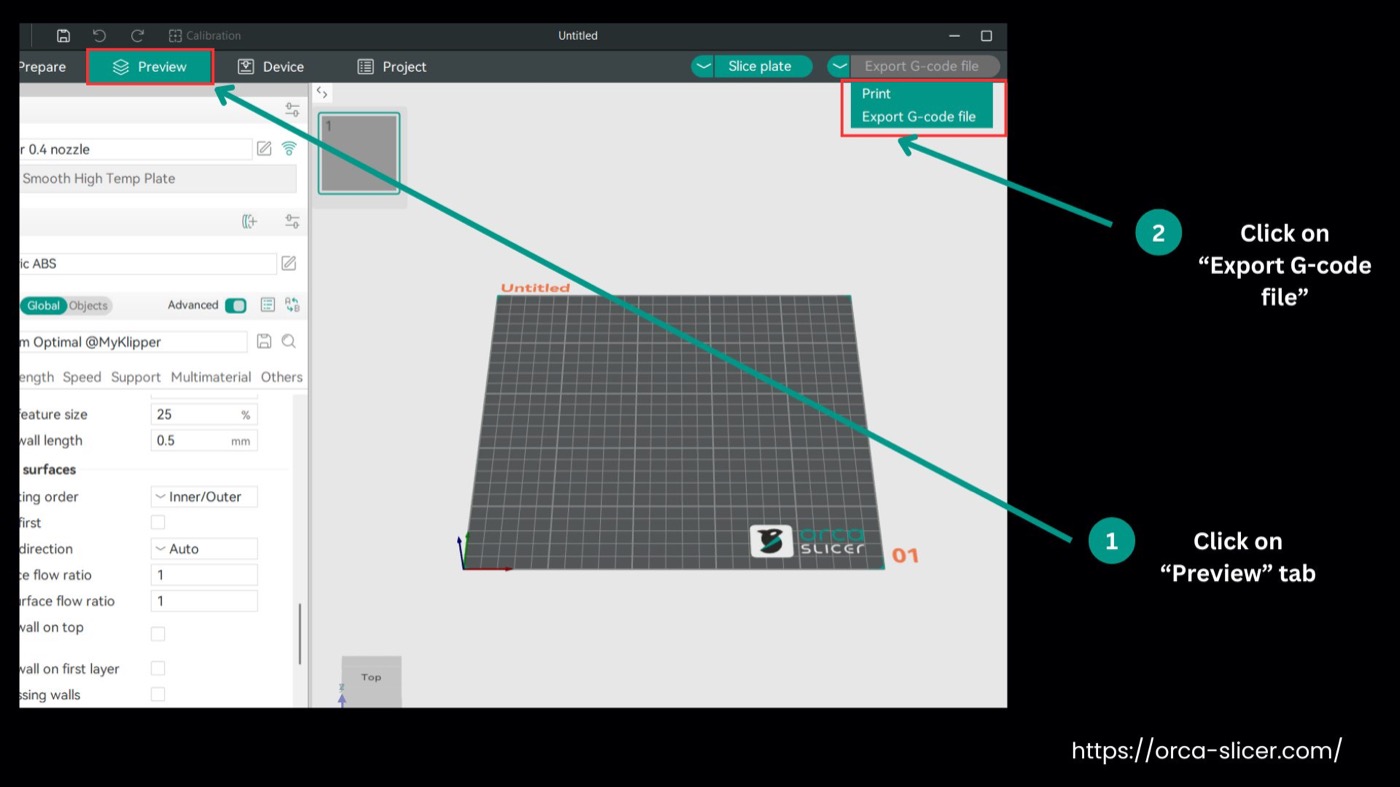 Calibration
Untitled
Prepare
Preview
Device
Project
Slice plate
Export G-code file
Print
Export G-code file
1
r 0.4 nozzle
Smooth High Temp Plate
ic ABS
Global Objects
Advanced
m Optimal @MyKlipper
ength Speed Support Multimaterial Others
feature size 25 %
wall length 0.5 mm
surfaces
ting order Inner/Outer
first
direction Auto
ce flow ratio 1
urface flow ratio 1
wall on top
wall on first layer
ssing walls
Untitled
orca
SLICER
01
Top
Z
2
Click on
“Export G-code
file”
1
Click on
“Preview” tab
https://orca-slicer.com/